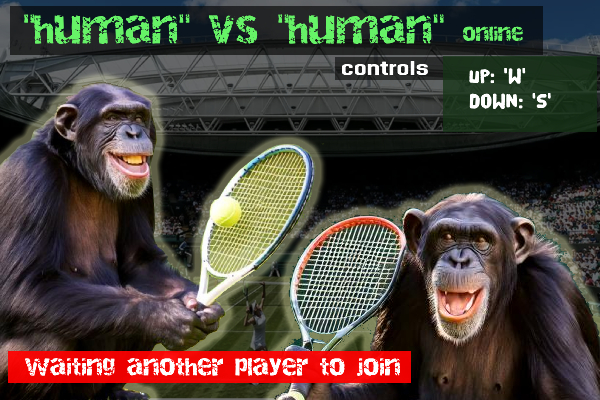 "human" vs "human" online
controls
UP: 'W'
DOWN: 'S'
Waiting another player to join